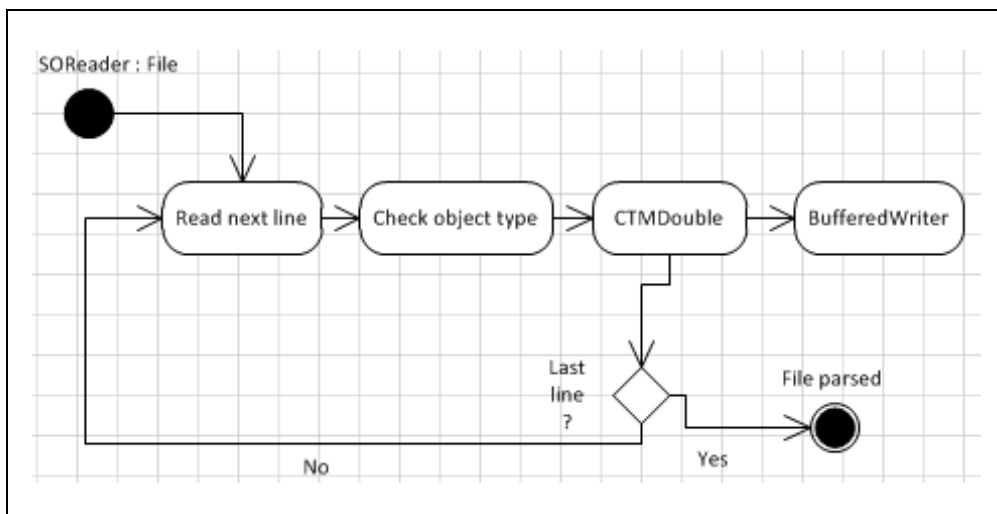 SOReader : File
Read next line
Check object type
CTMDouble
BufferedWriter
Last
line
?
File parsed
No
Yes